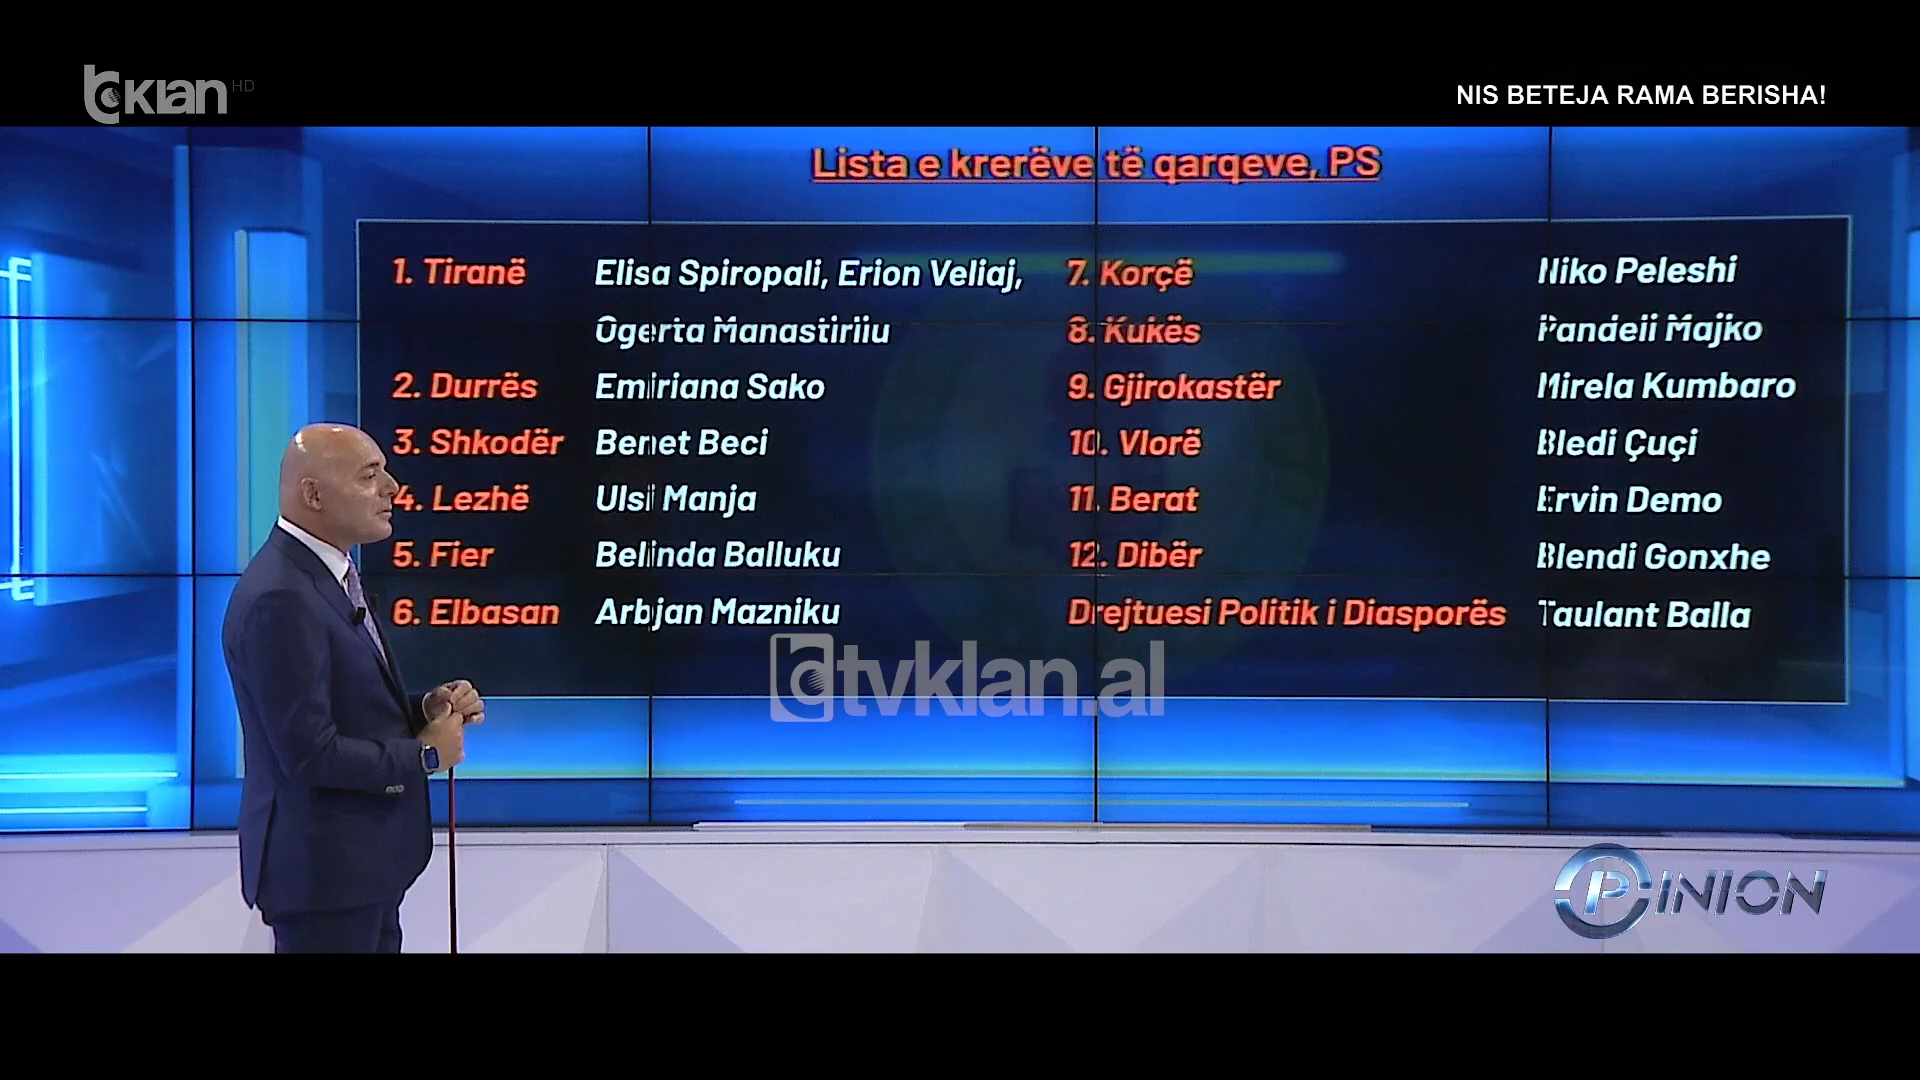 tvklan HD
NIS BETEJA RAMA BERISHA!
Lista e krerëve të qarqeve, PS
1. Tiranë Elisa Spiropali, Erion Veliaj,
Ogerta Manastirliu
2. Durrës Emiriana Sako
3. Shkodër Benet Beci
4. Lezhë Ulsi Manja
5. Fier Belinda Balluku
6. Elbasan Arbjan Mazniku
7. Korçë Niko Peleshi
8. Kukës Pandeli Majko
9. Gjirokastër Mirela Kumbaro
10. Vlorë Bledi Çuçi
11. Berat Ervin Demo
12. Dibër Blendi Gonxhe
Drejtuesi Politik i Diasporës Taulant Balla
tvklan.al
OPINION